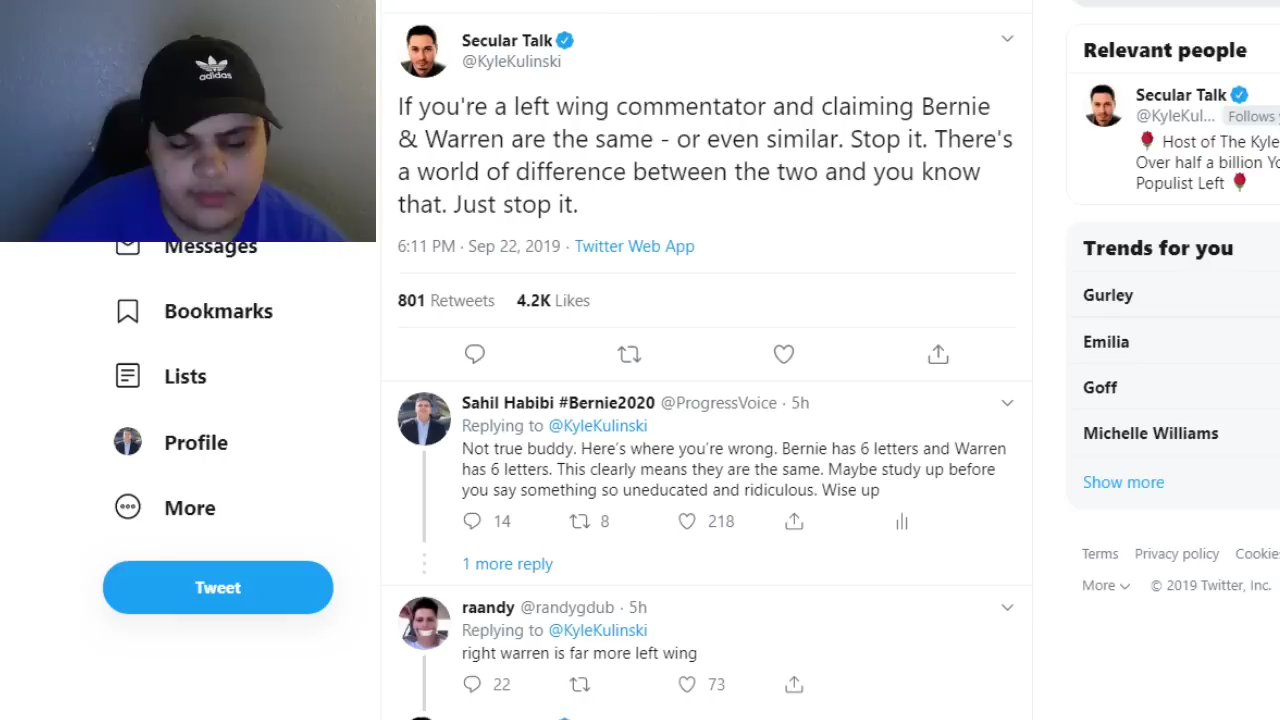 adidas
Messages
Bookmarks
Lists
Profile
More
Tweet
Secular Talk
@KyleKulinski
If you're a left wing commentator and claiming Bernie
& Warren are the same - or even similar. Stop it. There's
a world of difference between the two and you know
that. Just stop it.
6:11 PM · Sep 22, 2019 · Twitter Web App
801 Retweets 4.2K Likes
Sahil Habibi #Bernie2020 @ProgressVoice · 5h
Replying to @KyleKulinski
Not true buddy. Here's where you're wrong. Bernie has 6 letters and Warren
has 6 letters. This clearly means they are the same. Maybe study up before
you say something so uneducated and ridiculous. Wise up
14 8 218
1 more reply
raandy @randygdub · 5h
Replying to @KyleKulinski
right warren is far more left wing
22 73
Relevant people
Secular Talk
@KyleKul... Follows
Host of The Kyle
Over half a billion Yo
Populist Left
Trends for you
Gurley
Emilia
Goff
Michelle Williams
Show more
Terms Privacy policy Cookie
More © 2019 Twitter, Inc.